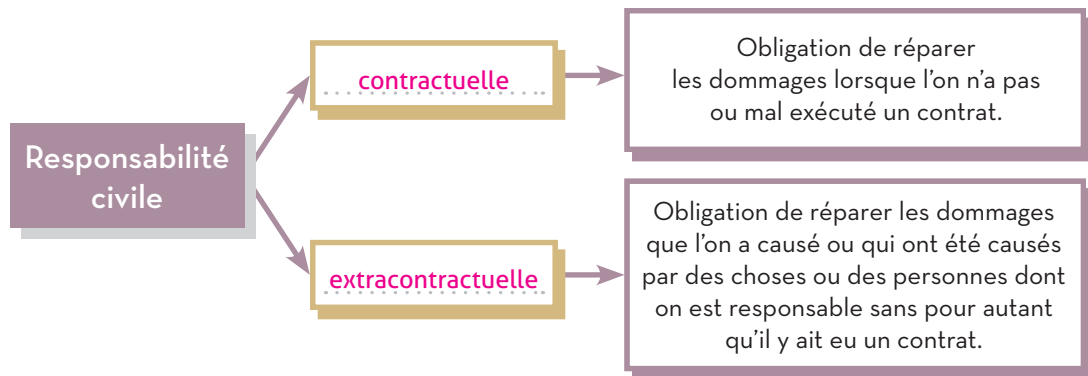 Responsabilité
civile
contractuelle
Obligation de réparer
les dommages lorsque l'on n'a pas
ou mal exécuté un contrat.
extracontractuelle
Obligation de réparer les dommages
que l'on a causé ou qui ont été causés
par des choses ou des personnes dont
on est responsable sans pour autant
qu'il y ait eu un contrat.